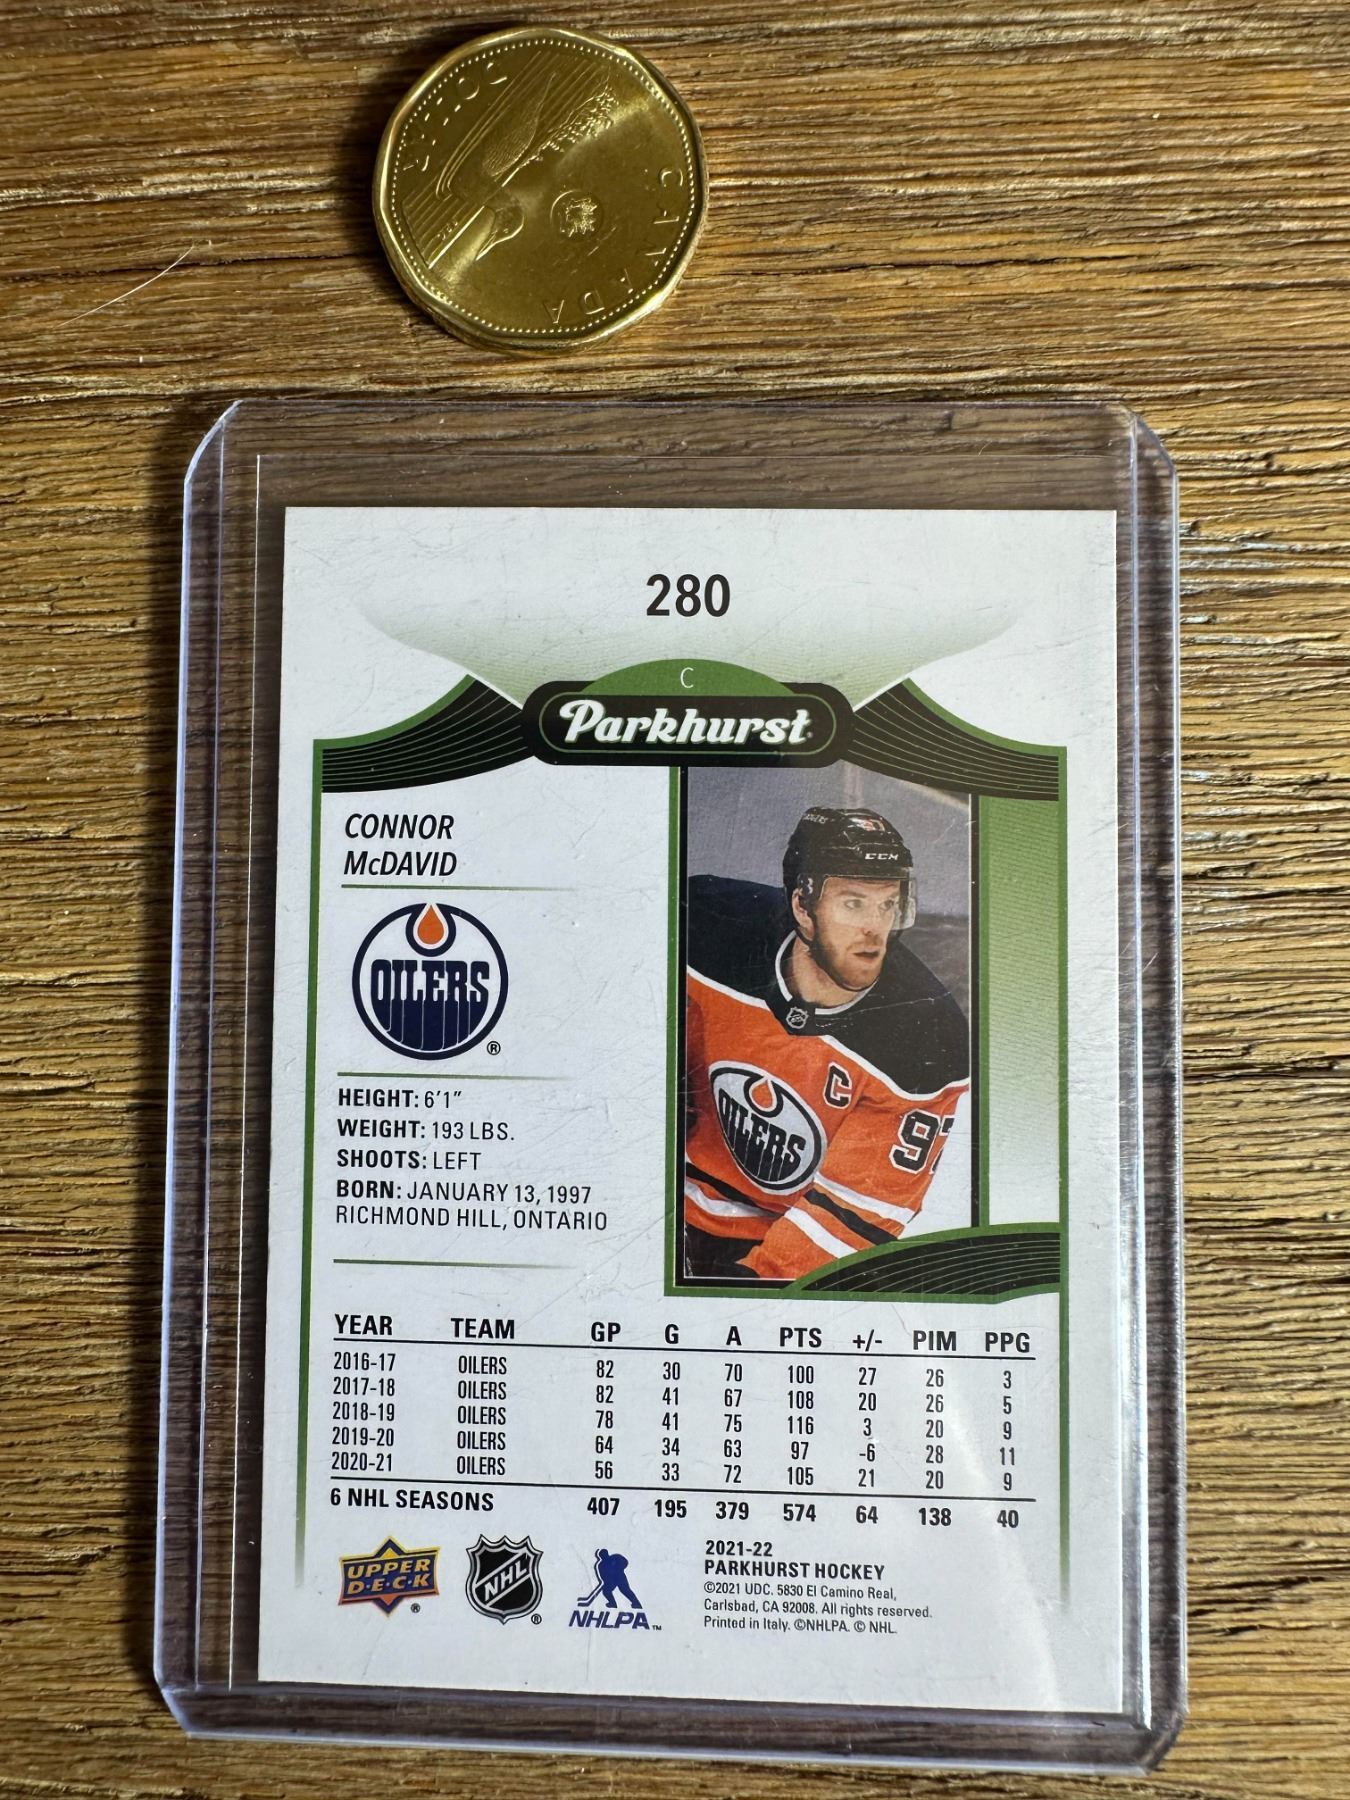 DOLLAR
CANADA
280
C
Parkhurst
CONNOR
McDAVID
OILERS
®
HEIGHT: 6'1"
WEIGHT: 193 LBS.
SHOOTS: LEFT
BORN: JANUARY 13, 1997
RICHMOND HILL, ONTARIO
CCM
C
OILERS
97
YEAR TEAM GP G A PTS +/- PIM PPG
2016-17 OILERS 82 30 70 100 27 26 3
2017-18 OILERS 82 41 67 108 20 26 5
2018-19 OILERS 78 41 75 116 3 20 9
2019-20 OILERS 64 34 63 97 -6 28 11
2020-21 OILERS 56 33 72 105 21 20 9
6 NHL SEASONS 407 195 379 574 64 138 40
UPPER
D·E·C·K ®
NHL ®
NHLPA ™
2021-22
PARKHURST HOCKEY
©2021 UDC. 5830 El Camino Real,
Carlsbad, CA 92008. All rights reserved.
Printed in Italy. ©NHLPA. © NHL.